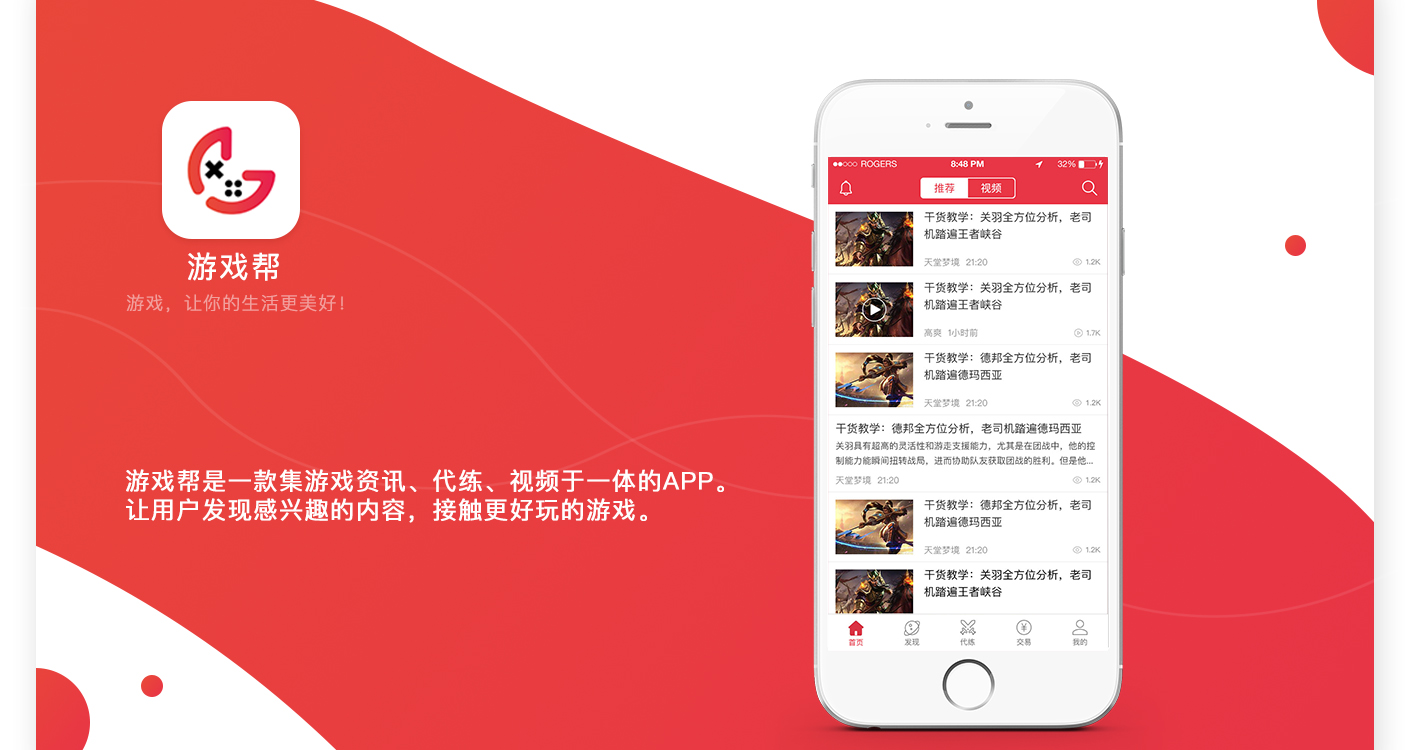 游戏帮
游戏，让你的生活更美好！
游戏帮是一款集游戏资讯、代练、视频于一体的APP。
让用户发现感兴趣的内容，接触更好玩的游戏。
ROGERS 8:48 PM 32%
推荐 视频
干货教学：关羽全方位分析，老司
机踏遍王者峡谷
天堂梦境 21:20 1.2K
干货教学：关羽全方位分析，老司
机踏遍王者峡谷
高爽 1小时前 1.7K
干货教学：德邦全方位分析，老司
机踏遍德玛西亚
天堂梦境 21:20 1.2K
干货教学：德邦全方位分析，老司机踏遍德玛西亚
关羽具有超高的灵活性和游走支援能力，尤其是在团战中，他的控
制能力能瞬间扭转战局，进而协助队友获取团战的胜利。但是他...
天堂梦境 21:20 1.2K
干货教学：德邦全方位分析，老司
机踏遍德玛西亚
天堂梦境 21:20 1.2K
干货教学：关羽全方位分析，老司
机踏遍王者峡谷
首页 发现 代练 交易 我的